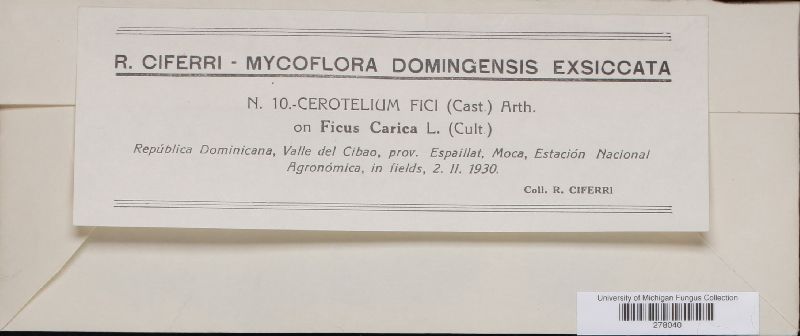 R. CIFERRI - MYCOFLORA DOMINGENSIS EXSICCATA
N. 10.-CEROTELIUM FICI (Cast.) Arth.
on Ficus Carica L. (Cult.)
República Dominicana, Valle del Cibao, prov. Espaillat, Moca, Estación Nacional
Agronómica, in fields, 2. II. 1930.
Coll. R. CIFERRI
University of Michigan Fungus Collection
278040